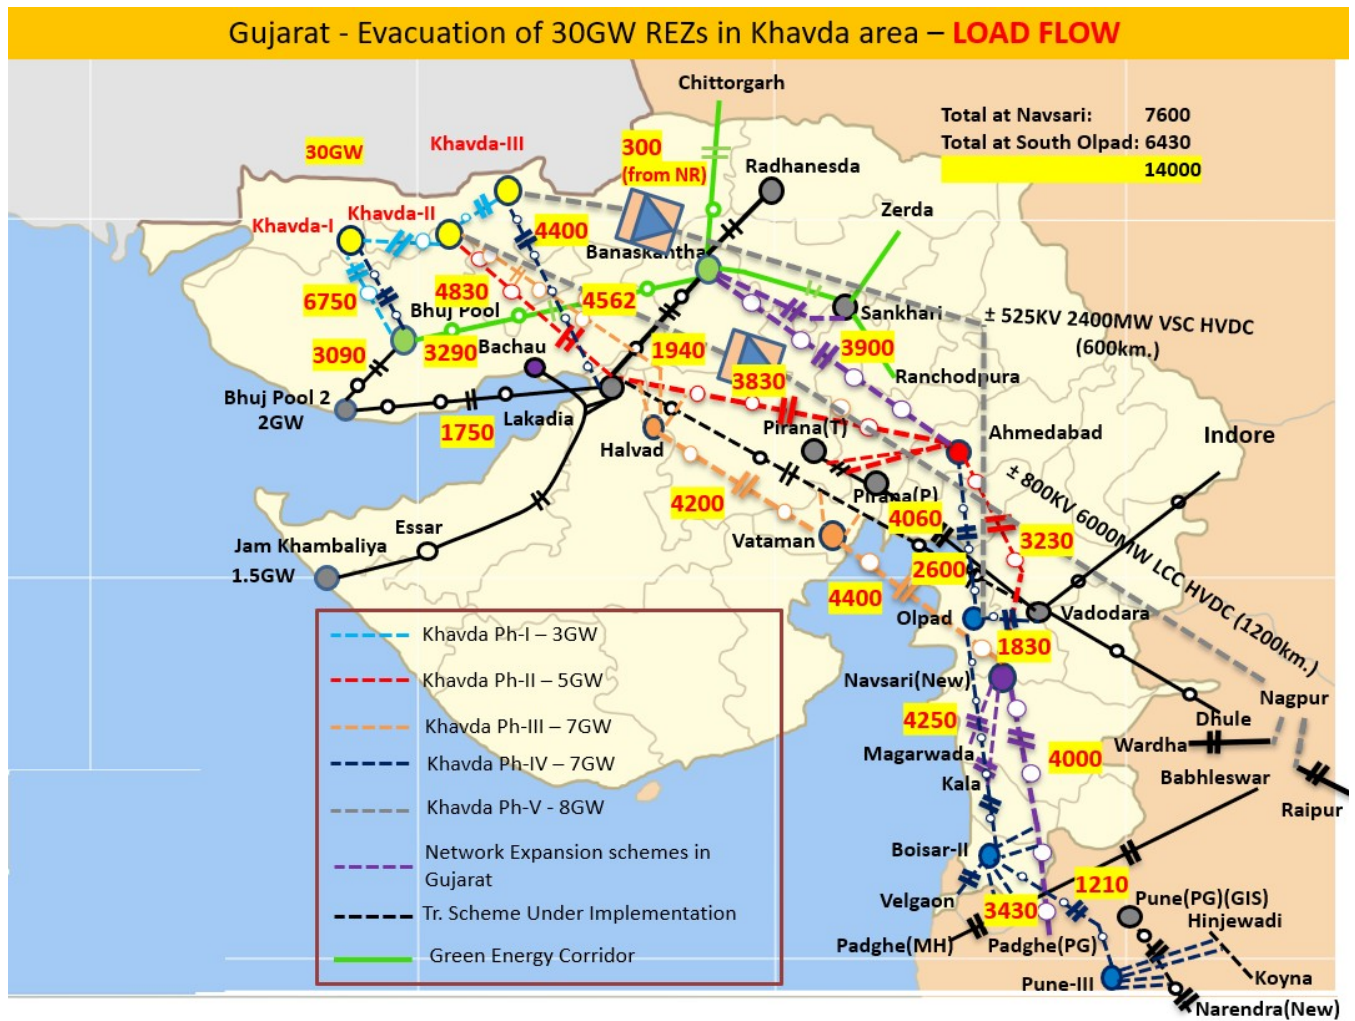 Gujarat - Evacuation of 30GW REZs in Khavda area – LOAD FLOW
Chittorgarh
Total at Navsari: 7600
Total at South Olpad: 6430
14000
30GW
Khavda-III
300
(from NR)
Radhanesda
Zerda
Khavda-I
Khavda-II
4400
Banaskantha
6750
4830
4562
Bhuj Pool
Sankhari
± 525KV 2400MW VSC HVDC
(600km.)
3090
3290
Bachau
1940
3900
3830
Ranchodpura
Bhuj Pool 2
2GW
1750
Lakadia
Halvad
Pirana(T)
Ahmedabad
Indore
± 800KV 6000MW LCC HVDC (1200km.)
Pirana(P)
4200
4060
Essar
Vataman
3230
Jam Khambaliya
1.5GW
2600
4400
Olpad
Vadodara
1830
Khavda Ph-I – 3GW
Khavda Ph-II – 5GW
Khavda Ph-III – 7GW
Khavda Ph-IV – 7GW
Khavda Ph-V - 8GW
Network Expansion schemes in
Gujarat
Tr. Scheme Under Implementation
Green Energy Corridor
Navsari(New)
Nagpur
4250
Dhule
Magarwada
4000
Wardha
Kala
Babhleswar
Raipur
Boisar-II
1210
Velgaon
3430
Pune(PG)(GIS)
Hinjewadi
Padghe(MH)
Padghe(PG)
Pune-III
Koyna
Narendra(New)